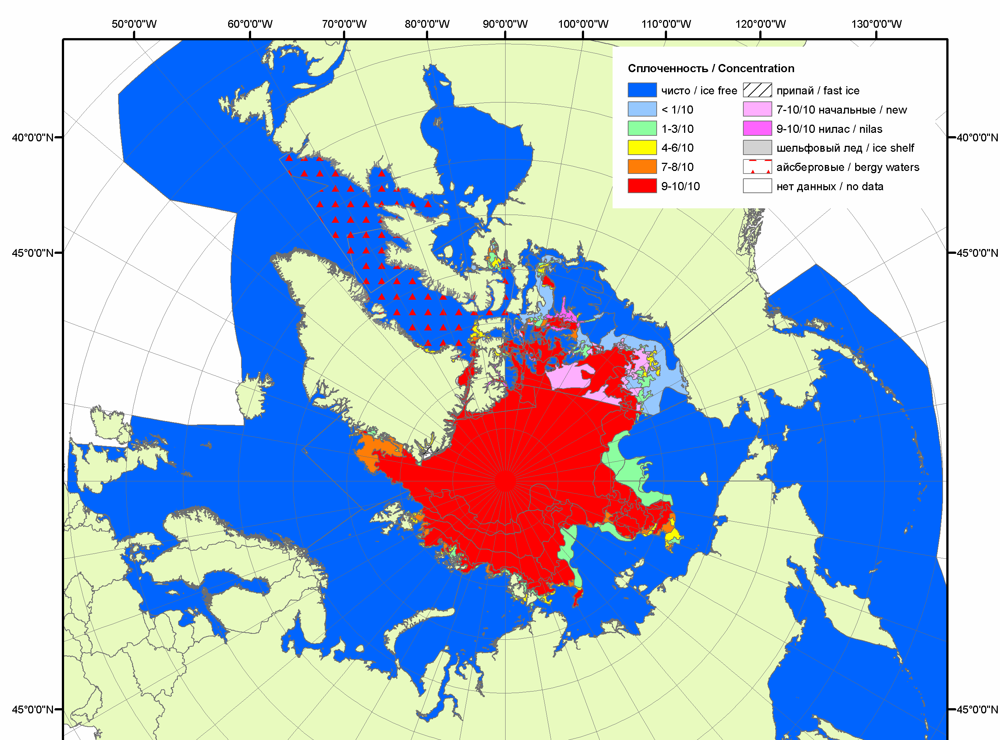 50°0'0"W 60°0'0"W 70°0'0"W 80°0'0"W 90°0'0"W 100°0'0"W 110°0'0"W 120°0'0"W 130°0'0"W
Сплоченность / Concentration
чисто / ice free
< 1/10
1-3/10
4-6/10
7-8/10
9-10/10
припай / fast ice
7-10/10 начальные / new
9-10/10 нилас / nilas
шельфовый лед / ice shelf
айсберговые / bergy waters
нет данных / no data
40°0'0"N 40°0'0"N
45°0'0"N 45°0'0"N
45°0'0"N 45°0'0"N